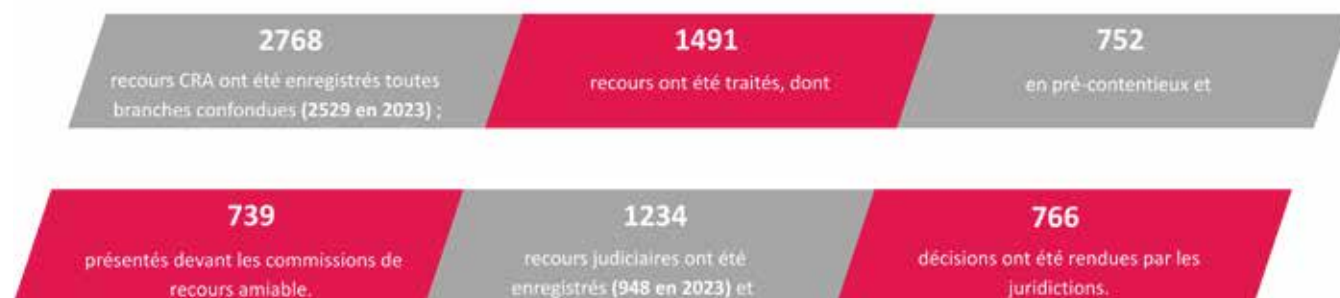 2768
recours CRA ont été enregistrés toutes
branches confondues (2529 en 2023) ;
1491
recours ont été traités, dont
752
en pré-contentieux et
739
présentés devant les commissions de
recours amiable.
1234
recours judiciaires ont été
enregistrés (948 en 2023) et
766
décisions ont été rendues par les
juridictions.